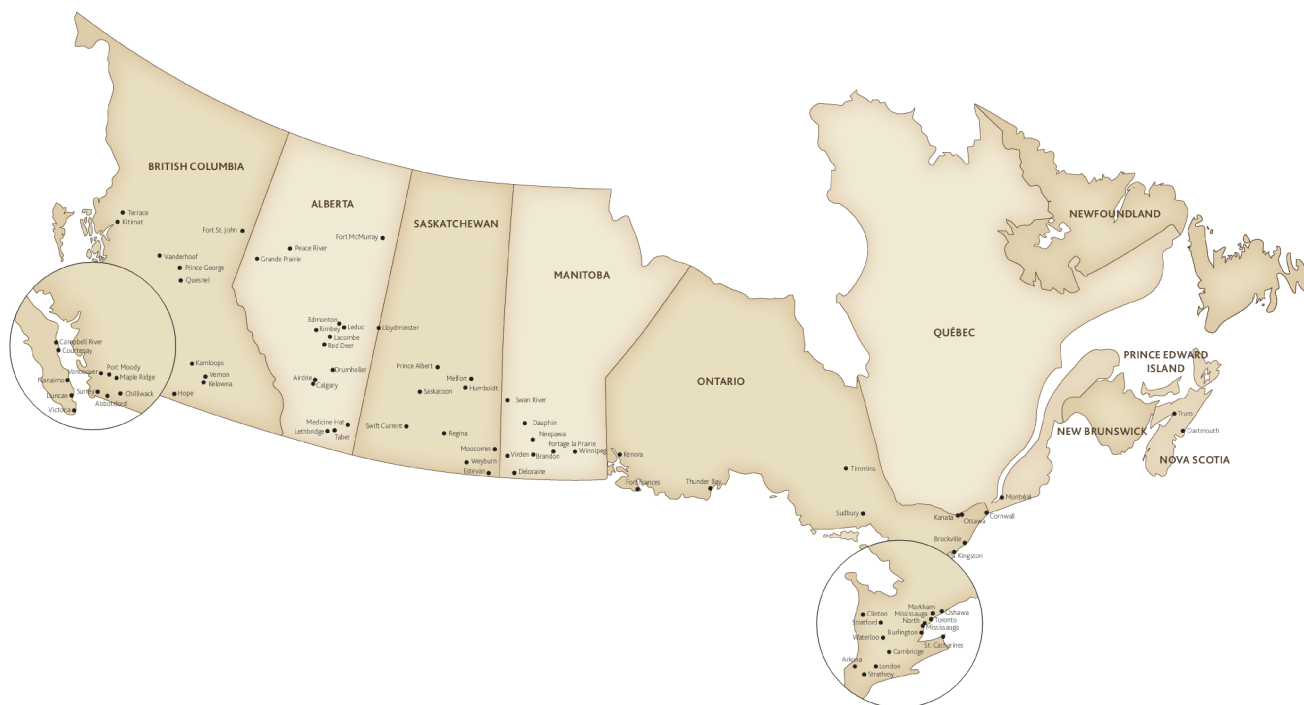 BRITISH COLUMBIA
Terrace
Kitimat
Fort St. John
Vanderhoof
Prince George
Quesnel
Kamloops
Vernon
Kelowna
Hope
Campbell River
Courtenay
Port Moody
Vancouver
Maple Ridge
Nanaimo
Surrey
Chilliwack
Duncas
Abbotsford
Victoria
ALBERTA
Fort McMurray
Peace River
Grande Prairie
Edmonton
Leduc
Rimbey
Lacombe
Red Deer
Drumheller
Airdrie
Calgary
Medicine Hat
Lethbridge
Taber
SASKATCHEWAN
Lloydminster
Prince Albert
Melfort
Humboldt
Saskatoon
Swift Current
Regina
Moosomin
Weyburn
Estevan
MANITOBA
Swan River
Dauphin
Neepawa
Portage la Prairie
Winnipeg
Virden
Brandon
Deloraine
ONTARIO
Kenora
Fort Frances
Thunder Bay
Timmins
Sudbury
Kanata
Ottawa
Cornwall
Brockville
Kingston
Markham
Oshawa
Clinton
Mississauga
North
Toronto
Stratford
Mississauga
Burlington
Waterloo
St. Catharines
Cambridge
Arkona
London
Strathroy
QUÉBEC
Montréal
NEWFOUNDLAND
PRINCE EDWARD
ISLAND
NEW BRUNSWICK
Truro
Dartmouth
NOVA SCOTIA